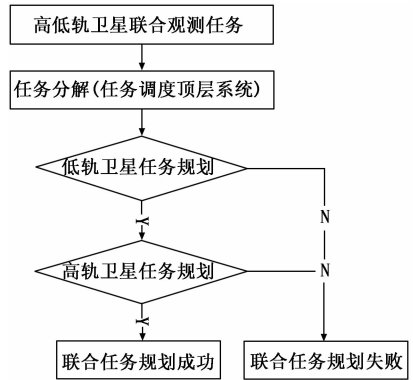 高低轨卫星联合观测任务
任务分解(任务调度顶层系统)
低轨卫星任务规划
N
Y
高轨卫星任务规划
N
Y
联合任务规划成功
联合任务规划失败